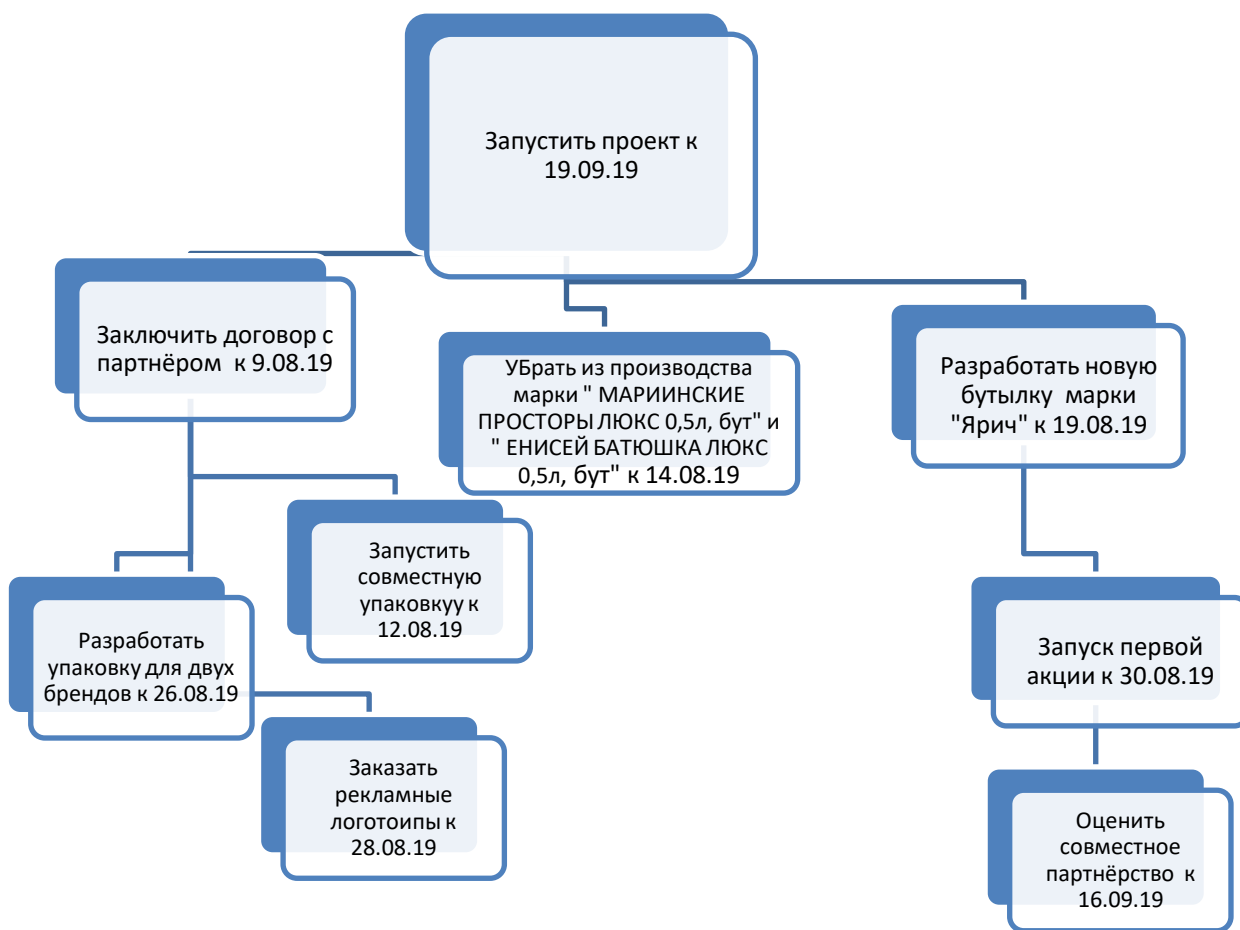 Запустить проект к
19.09.19
Заключить договор с
партнёром к 9.08.19
УБрать из производства
марки " МАРИИНСКИЕ
ПРОСТОРЫ ЛЮКС 0,5л, бут" и
" ЕНИСЕЙ БАТЮШКА ЛЮКС
0,5л, бут" к 14.08.19
Разработать новую
бутылку марки
"Ярич" к 19.08.19
Запустить
совместную
упаковкуу к
12.08.19
Разработать
упаковку для двух
брендов к 26.08.19
Запуск первой
акции к 30.08.19
Заказать
рекламные
логотоипы к
28.08.19
Оценить
совместное
партнёрство к
16.09.19